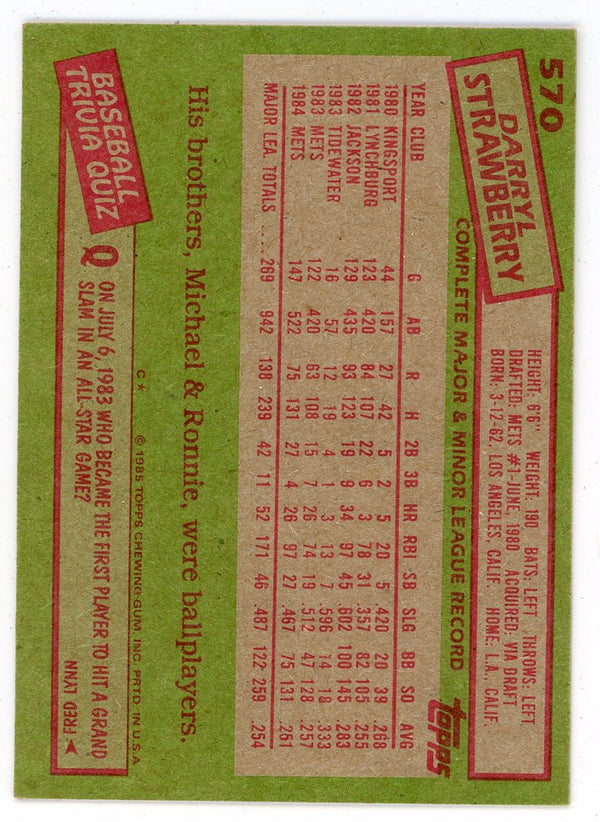 570
DARRYL
STRAWBERRY
HEIGHT: 6'6" WEIGHT: 190 BATS: LEFT THROWS: LEFT
DRAFTED: METS #1-JUNE, 1980 ACQUIRED: VIA DRAFT
BORN: 3-12-62, LOS ANGELES, CALIF. HOME: L.A., CALIF.
COMPLETE MAJOR & MINOR LEAGUE RECORD topps
YEAR CLUB G AB R H 2B 3B HR RBI SB SLG BB SO AVG
1980 KINGSPORT 44 157 27 42 5 2 5 20 5 .420 20 39 .268
1981 LYNCHBURG 123 420 84 107 22 6 78 31 .357 82 105 .255
1982 JACKSON 129 435 93 123 19 9 34 97 45 .602 100 145 .283
1983 TIDEWATER 16 57 12 19 4 1 3 13 7 .596 14 18 .333
1983 METS 122 420 63 108 15 7 26 74 19 .512 47 128 .257
1984 METS 147 522 75 131 27 4 26 97 27 .467 75 131 .251
MAJOR LEA. TOTALS .... 269 942 138 239 42 11 52 171 46 .487 122 259 .254
His brothers, Michael & Ronnie, were ballplayers.
C* © 1985 TOPPS CHEWING GUM, INC. PRTD. IN U.S.A.
BASEBALL
TRIVIA QUIZ
Q ON JULY 6, 1983 WHO BECAME THE FIRST PLAYER TO HIT A GRAND
SLAM IN AN ALL-STAR GAME?
FRED LYNN